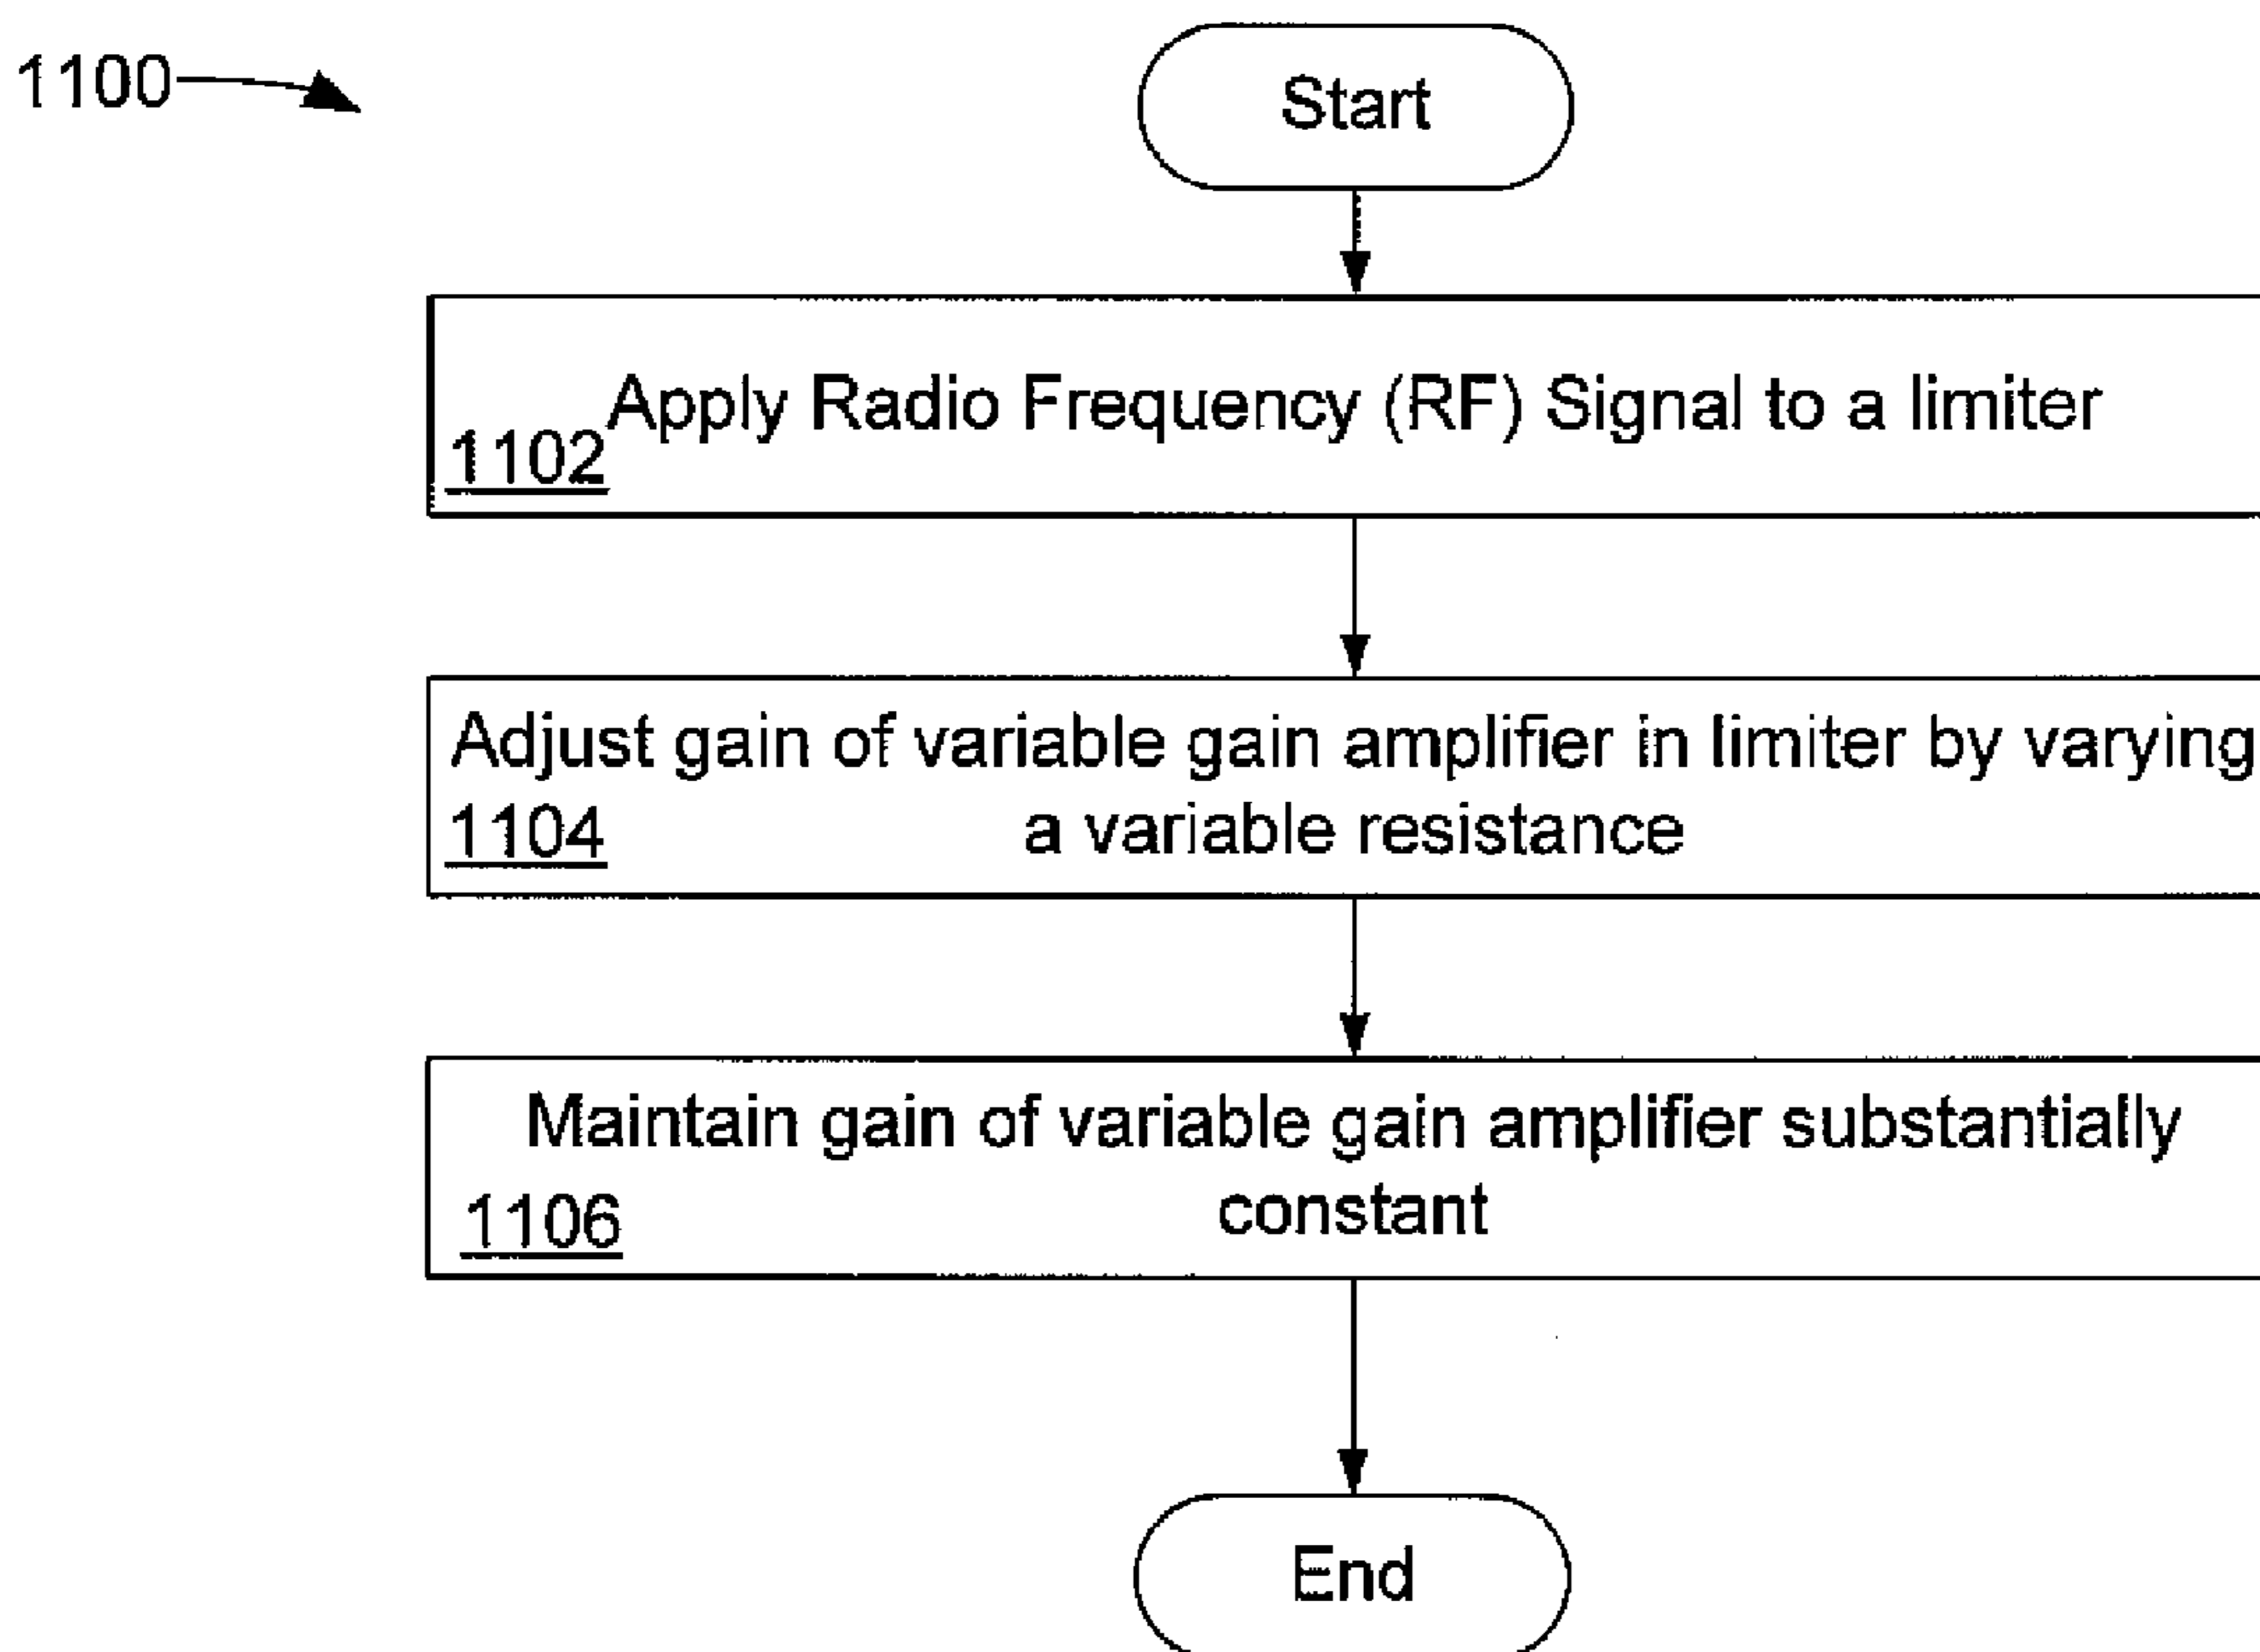 1100
Start
Apply Radio Frequency (RF) Signal to a limiter
1102
Adjust gain of variable gain amplifier in limiter by varying
1104 a variable resistance
Maintain gain of variable gain amplifier substantially
1106 constant
End